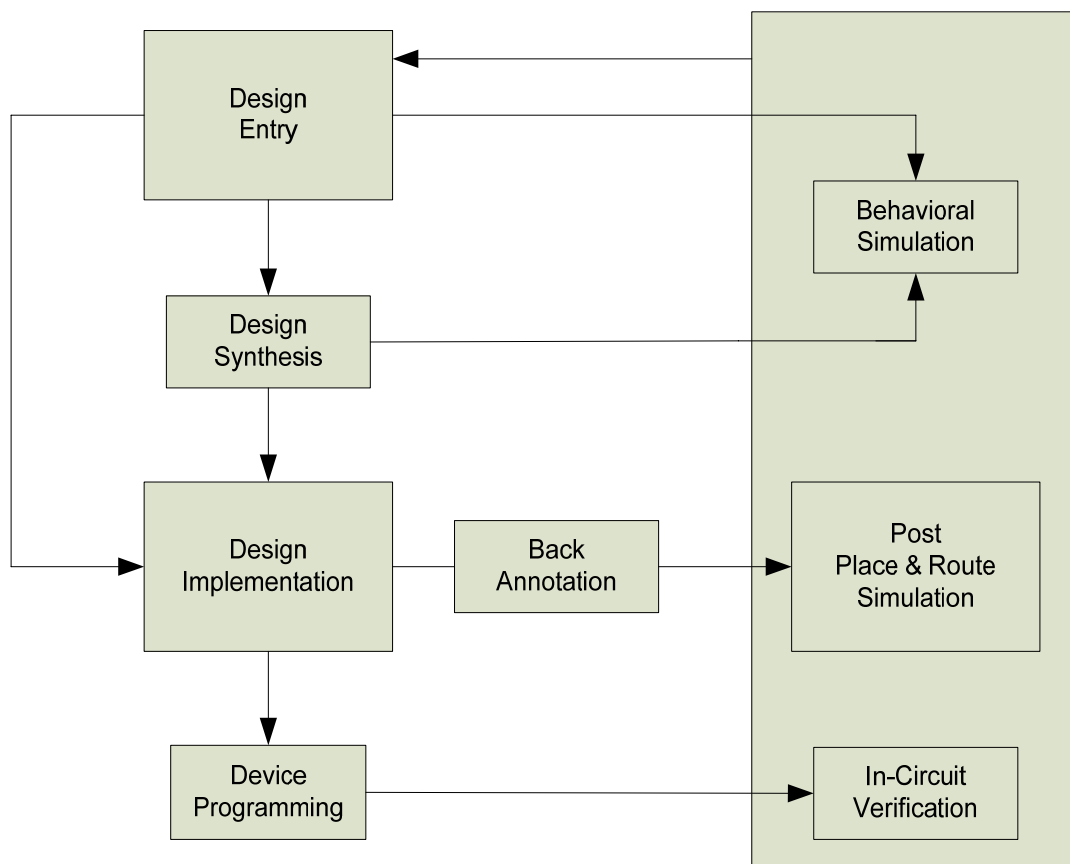 Design
Entry
Behavioral
Simulation
Design
Synthesis
Design
Implementation
Back
Annotation
Post
Place & Route
Simulation
Device
Programming
In-Circuit
Verification